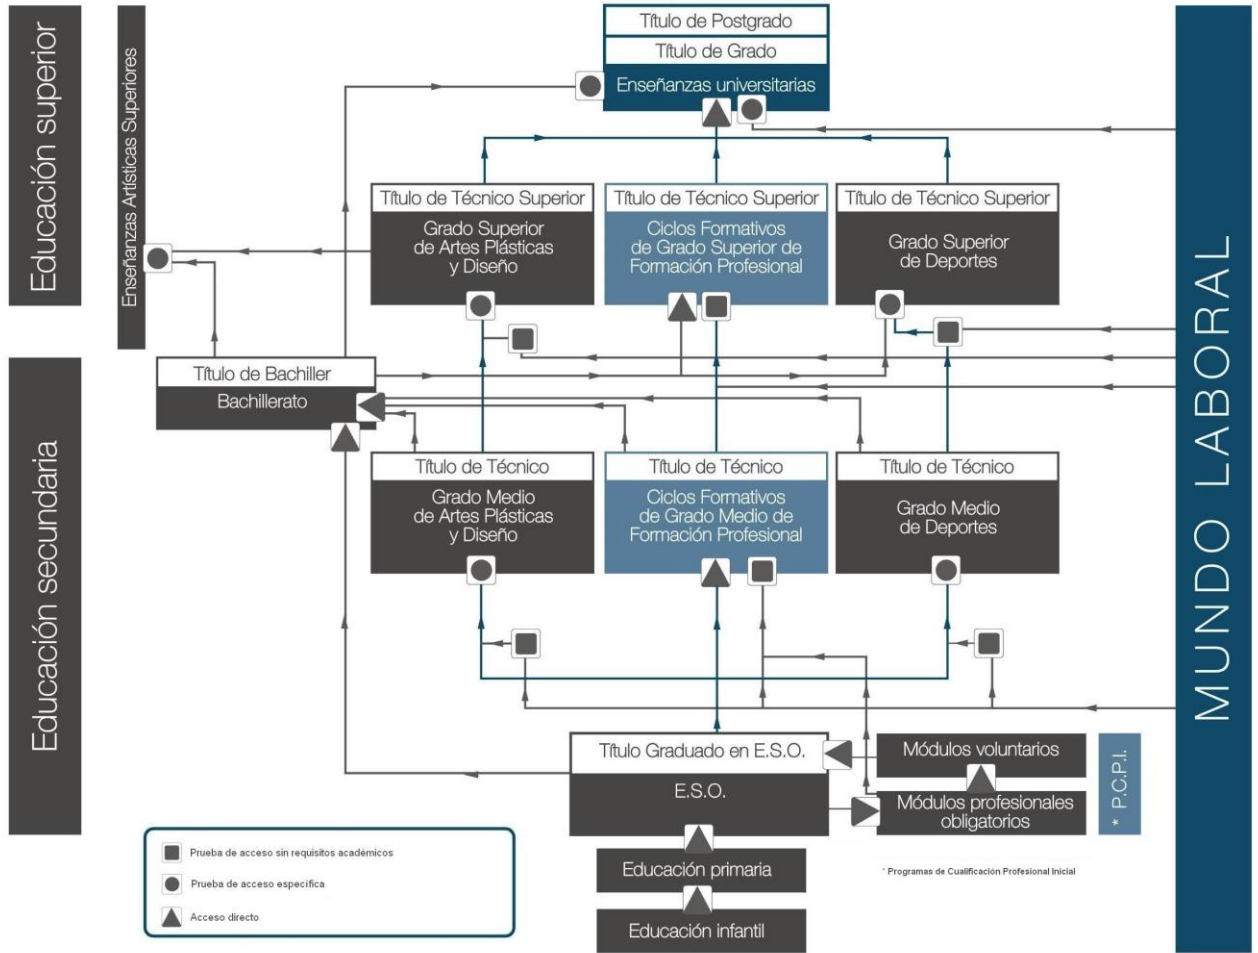 Título de Postgrado
Título de Grado
Enseñanzas universitarias
Educación superior
Enseñanzas Artísticas Superiores
Título de Técnico Superior
Grado Superior
de Artes Plásticas
y Diseño
Título de Técnico Superior
Ciclos Formativos
de Grado Superior de
Formación Profesional
Título de Técnico Superior
Grado Superior
de Deportes
MUNDO LABORAL
Título de Bachiller
Bachillerato
Educación secundaria
Título de Técnico
Grado Medio
de Artes Plásticas
y Diseño
Título de Técnico
Ciclos Formativos
de Grado Medio de
Formación Profesional
Título de Técnico
Grado Medio
de Deportes
Título Graduado en E.S.O.
E.S.O.
Módulos voluntarios
Módulos profesionales
obligatorios
* P.C.P.I.
Educación primaria
Educación infantil
* Programas de Cualificación Profesional Inicial
Prueba de acceso sin requisitos académicos
Prueba de acceso específica
Acceso directo